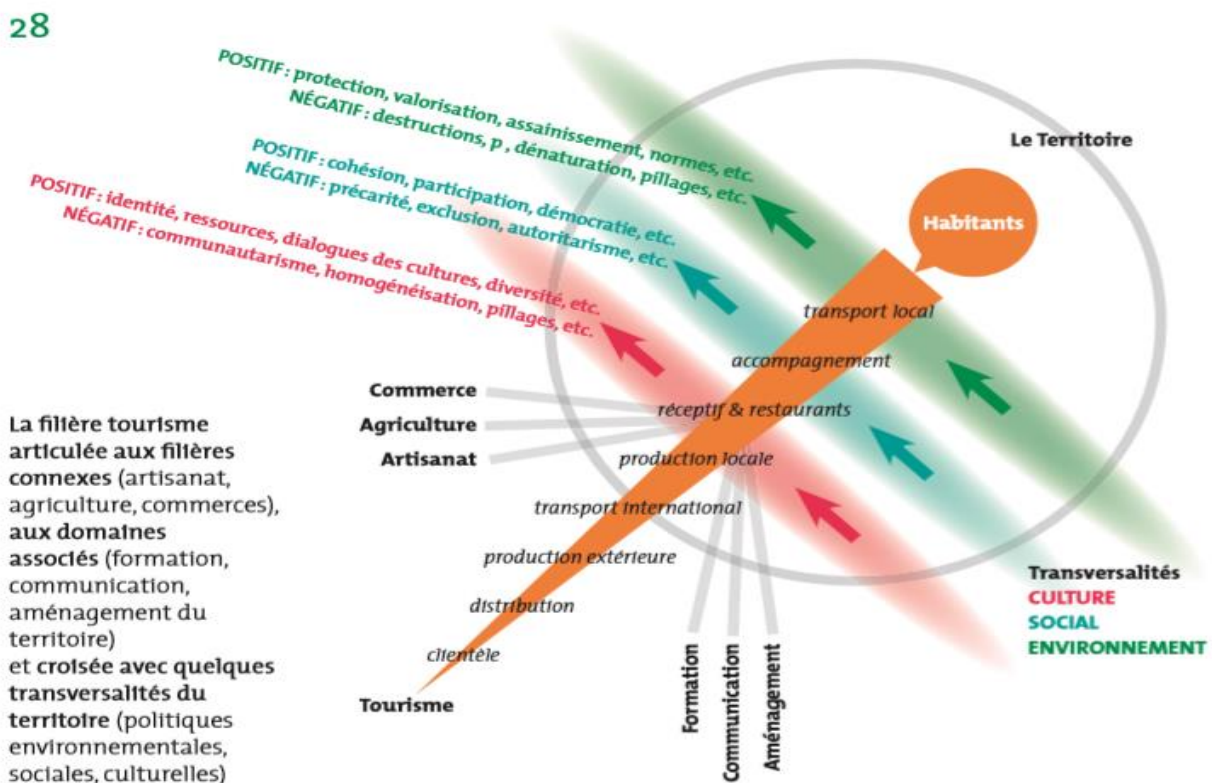 28
POSITIF : protection, valorisation, assainissement, normes, etc.
NÉGATIF : destructions, p , dénaturation, pillages, etc.
POSITIF : cohésion, participation, démocratie, etc.
NÉGATIF : précarité, exclusion, autoritarisme, etc.
POSITIF : identité, ressources, dialogues des cultures, diversité, etc.
NÉGATIF : communautarisme, homogénéisation, pillages, etc.
Le Territoire
Habitants
transport local
accompagnement
réceptif & restaurants
production locale
transport international
production extérieure
distribution
clientèle
Tourisme
Commerce
Agriculture
Artisanat
Formation
Communication
Aménagement
La filière tourisme
articulée aux filières
connexes (artisanat,
agriculture, commerces),
aux domaines
associés (formation,
communication,
aménagement du
territoire)
et croisée avec quelques
transversalités du
territoire (politiques
environnementales,
sociales, culturelles)
Transversalités
CULTURE
SOCIAL
ENVIRONNEMENT